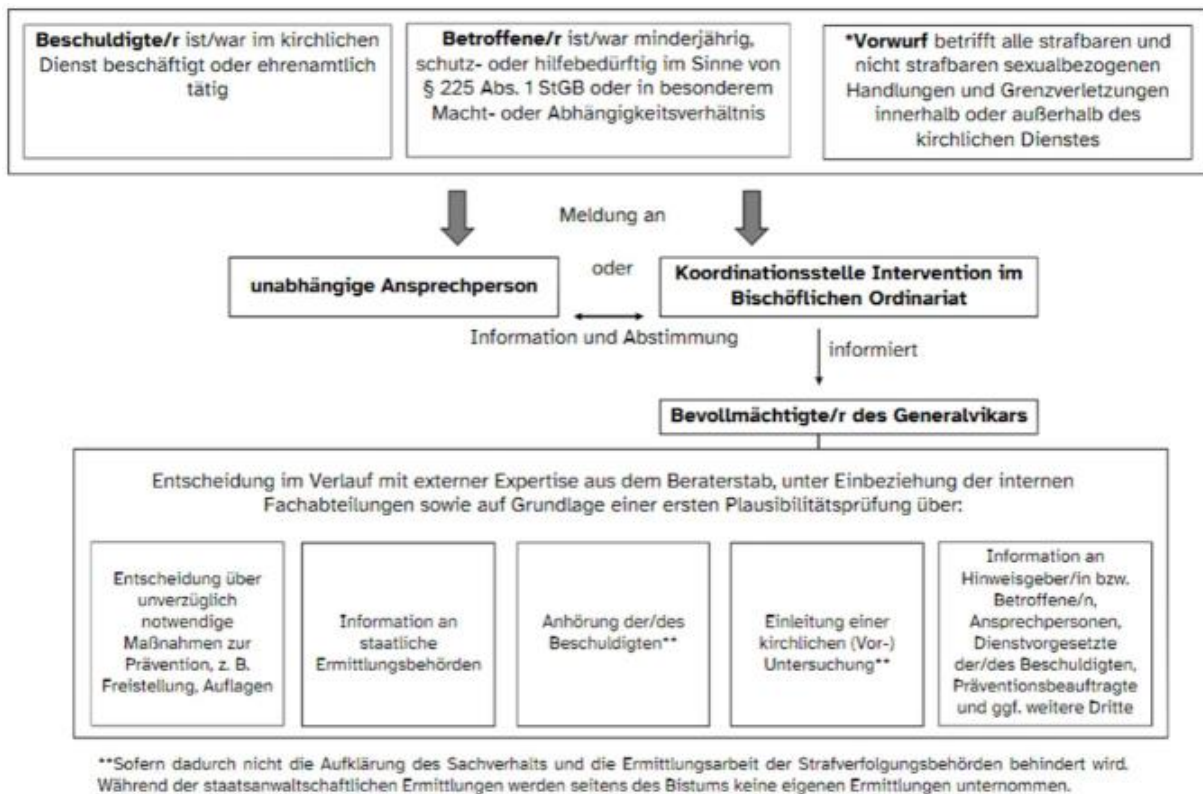 Beschuldigte/r ist/war im kirchlichen
Dienst beschäftigt oder ehrenamtlich
tätig
Betroffene/r ist/war minderjährig,
schutz- oder hilfebedürftig im Sinne von
§ 225 Abs. 1 StGB oder in besonderem
Macht- oder Abhängigkeitsverhältnis
*Vorwurf betrifft alle strafbaren und
nicht strafbaren sexualbezogenen
Handlungen und Grenzverletzungen
innerhalb oder außerhalb des
kirchlichen Dienstes
Meldung an
unabhängige Ansprechperson
oder
Koordinationsstelle Intervention im
Bischöflichen Ordinariat
Information und Abstimmung
informiert
Bevollmächtigte/r des Generalvikars
Entscheidung im Verlauf mit externer Expertise aus dem Beraterstab, unter Einbeziehung der internen
Fachabteilungen sowie auf Grundlage einer ersten Plausibilitätsprüfung über:
Entscheidung über
unverzüglich
notwendige
Maßnahmen zur
Prävention, z. B.
Freistellung, Auflagen
Information an
staatliche
Ermittlungsbehörden
Anhörung der/des
Beschuldigten**
Einleitung einer
kirchlichen (Vor-)
Untersuchung**
Information an
Hinweisgeber/in bzw.
Betroffene/n,
Ansprechpersonen,
Dienstvorgesetzte
der/des Beschuldigten,
Präventionsbeauftragte
und ggf. weitere Dritte
**Sofern dadurch nicht die Aufklärung des Sachverhalts und die Ermittlungsarbeit der Strafverfolgungsbehörden behindert wird.
Während der staatsanwaltschaftlichen Ermittlungen werden seitens des Bistums keine eigenen Ermittlungen unternommen.